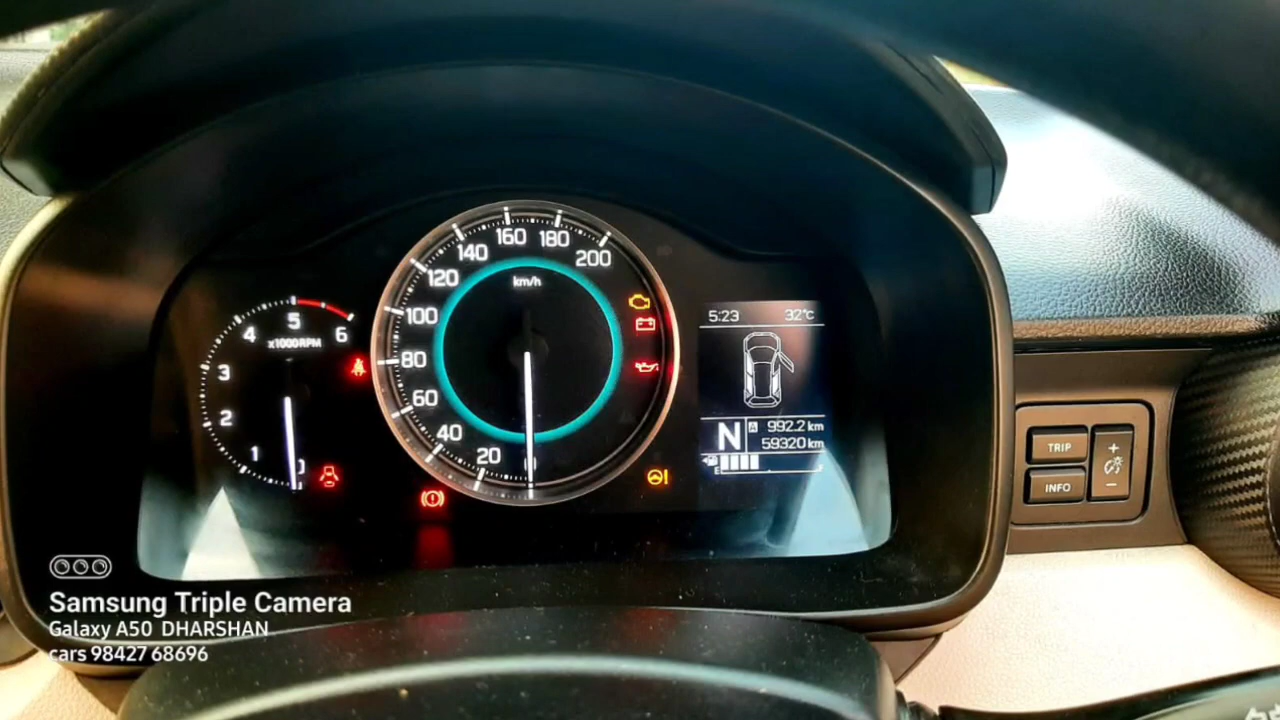 160
180
140
200
120
km/h
100
80
60
40
20
5
4
6
x1000RPM
3
2
1
0
5:23
32°C
N
A
992.2 km
59320 km
E
TRIP
+
INFO
-
Samsung Triple Camera
Galaxy A50 DHARSHAN
cars 98427 68696